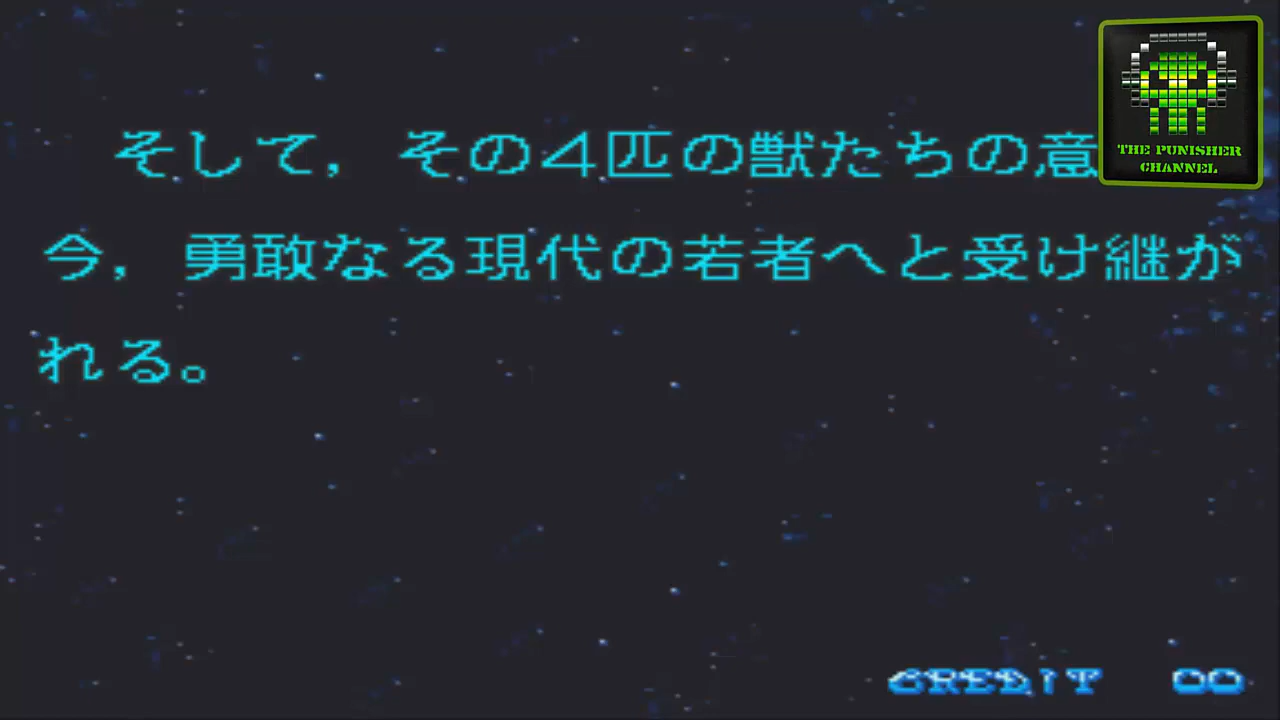 そして，その4匹の獣たちの意
今，勇敢なる現代の若者へと受け継が
れる。
THE PUNISHER
CHANNEL
CREDIT 00